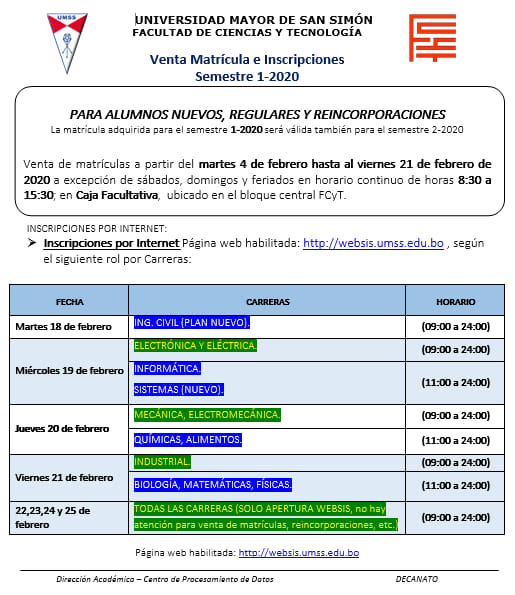 UMSS
UNIVERSIDAD MAYOR DE SAN SIMÓN
FACULTAD DE CIENCIAS Y TECNOLOGÍA
Venta Matrícula e Inscripciones
Semestre 1-2020
PARA ALUMNOS NUEVOS, REGULARES Y REINCORPORACIONES
La matrícula adquirida para el semestre 1-2020 será válida también para el semestre 2-2020
Venta de matrículas a partir del martes 4 de febrero hasta al viernes 21 de febrero de
2020 a excepción de sábados, domingos y feriados en horario continuo de horas 8:30 a
15:30; en Caja Facultativa, ubicado en el bloque central FCyT.
INSCRIPCIONES POR INTERNET:
➤ Inscripciones por Internet Página web habilitada: http://websis.umss.edu.bo , según
el siguiente rol por Carreras:
FECHA CARRERAS HORARIO
Martes 18 de febrero ING. CIVIL (PLAN NUEVO). (09:00 a 24:00)
Miércoles 19 de febrero ELECTRÓNICA Y ELÉCTRICA. (09:00 a 24:00)
INFORMÁTICA.
SISTEMAS (NUEVO). (11:00 a 24:00)
Jueves 20 de febrero MECÁNICA, ELECTROMECÁNICA. (09:00 a 24:00)
QUÍMICAS, ALIMENTOS. (11:00 a 24:00)
Viernes 21 de febrero INDUSTRIAL. (09:00 a 24:00)
BIOLOGÍA, MATEMÁTICAS, FÍSICAS. (11:00 a 24:00)
22,23,24 y 25 de TODAS LAS CARRERAS (SOLO APERTURA WEBSIS, no hay
febrero atención para venta de matrículas, reincorporaciones, etc.) (09:00 a 24:00)
Página web habilitada: http://websis.umss.edu.bo
Dirección Académica – Centro de Procesamiento de Datos DECANATO